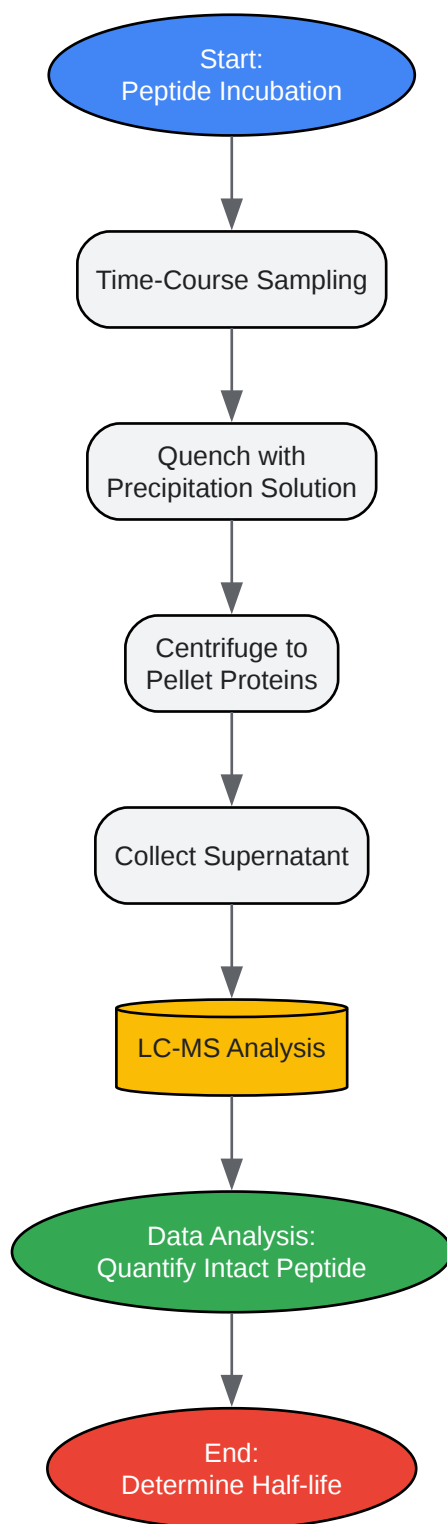 Start:
Peptide Incubation
Time-Course Sampling
Quench with
Precipitation Solution
Centrifuge to
Pellet Proteins
Collect Supernatant
LC-MS Analysis
Data Analysis:
Quantify Intact Peptide
End:
Determine Half-life